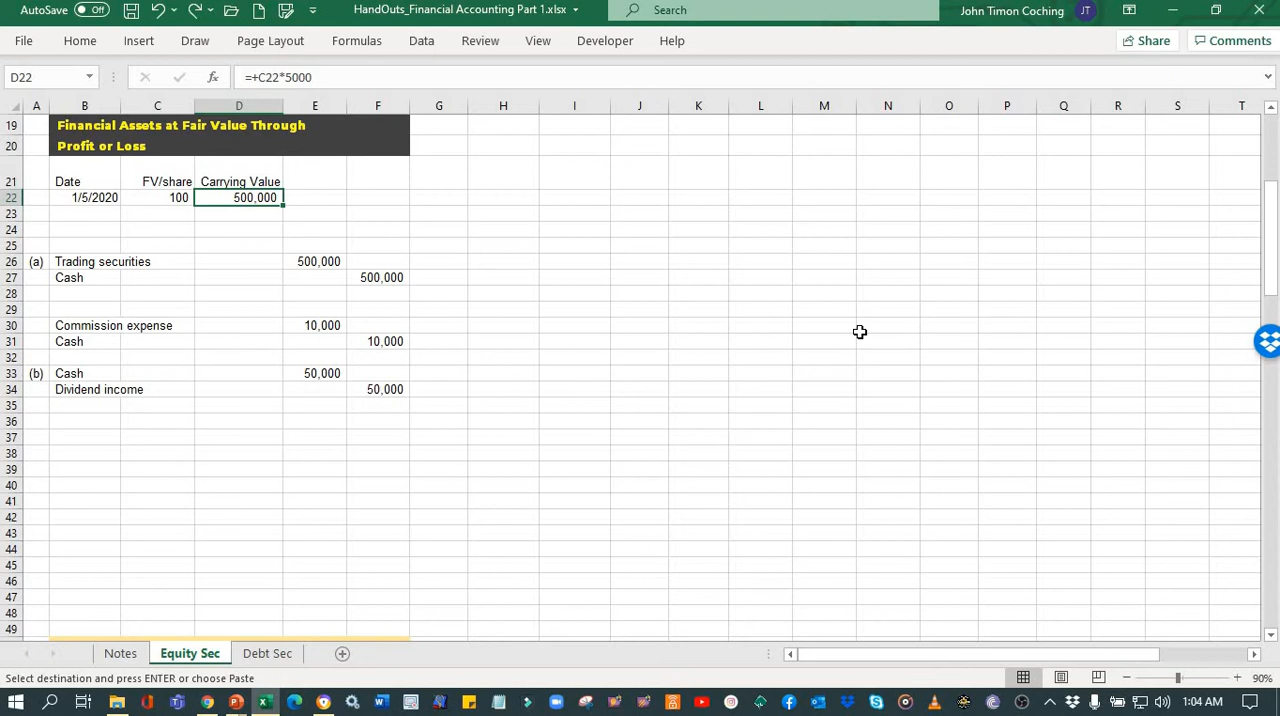 AutoSave Off HandOuts_Financial Accounting Part 1.xlsx Search John Timon Coching JT
File Home Insert Draw Page Layout Formulas Data Review View Developer Help Share Comments
D22 fx =+C22*5000
A B C D E F G H I J K L M N O P Q R S T
19 Financial Assets at Fair Value Through
20 Profit or Loss
21 Date FV/share Carrying Value
22 1/5/2020 100 500,000
23
24
25
26 (a) Trading securities 500,000
27 Cash 500,000
28
29
30 Commission expense 10,000
31 Cash 10,000
32
33 (b) Cash 50,000
34 Dividend income 50,000
35
36
37
38
39
40
41
42
43
44
45
46
47
48
49
Notes Equity Sec Debt Sec
Select destination and press ENTER or choose Paste 90%
1:04 AM